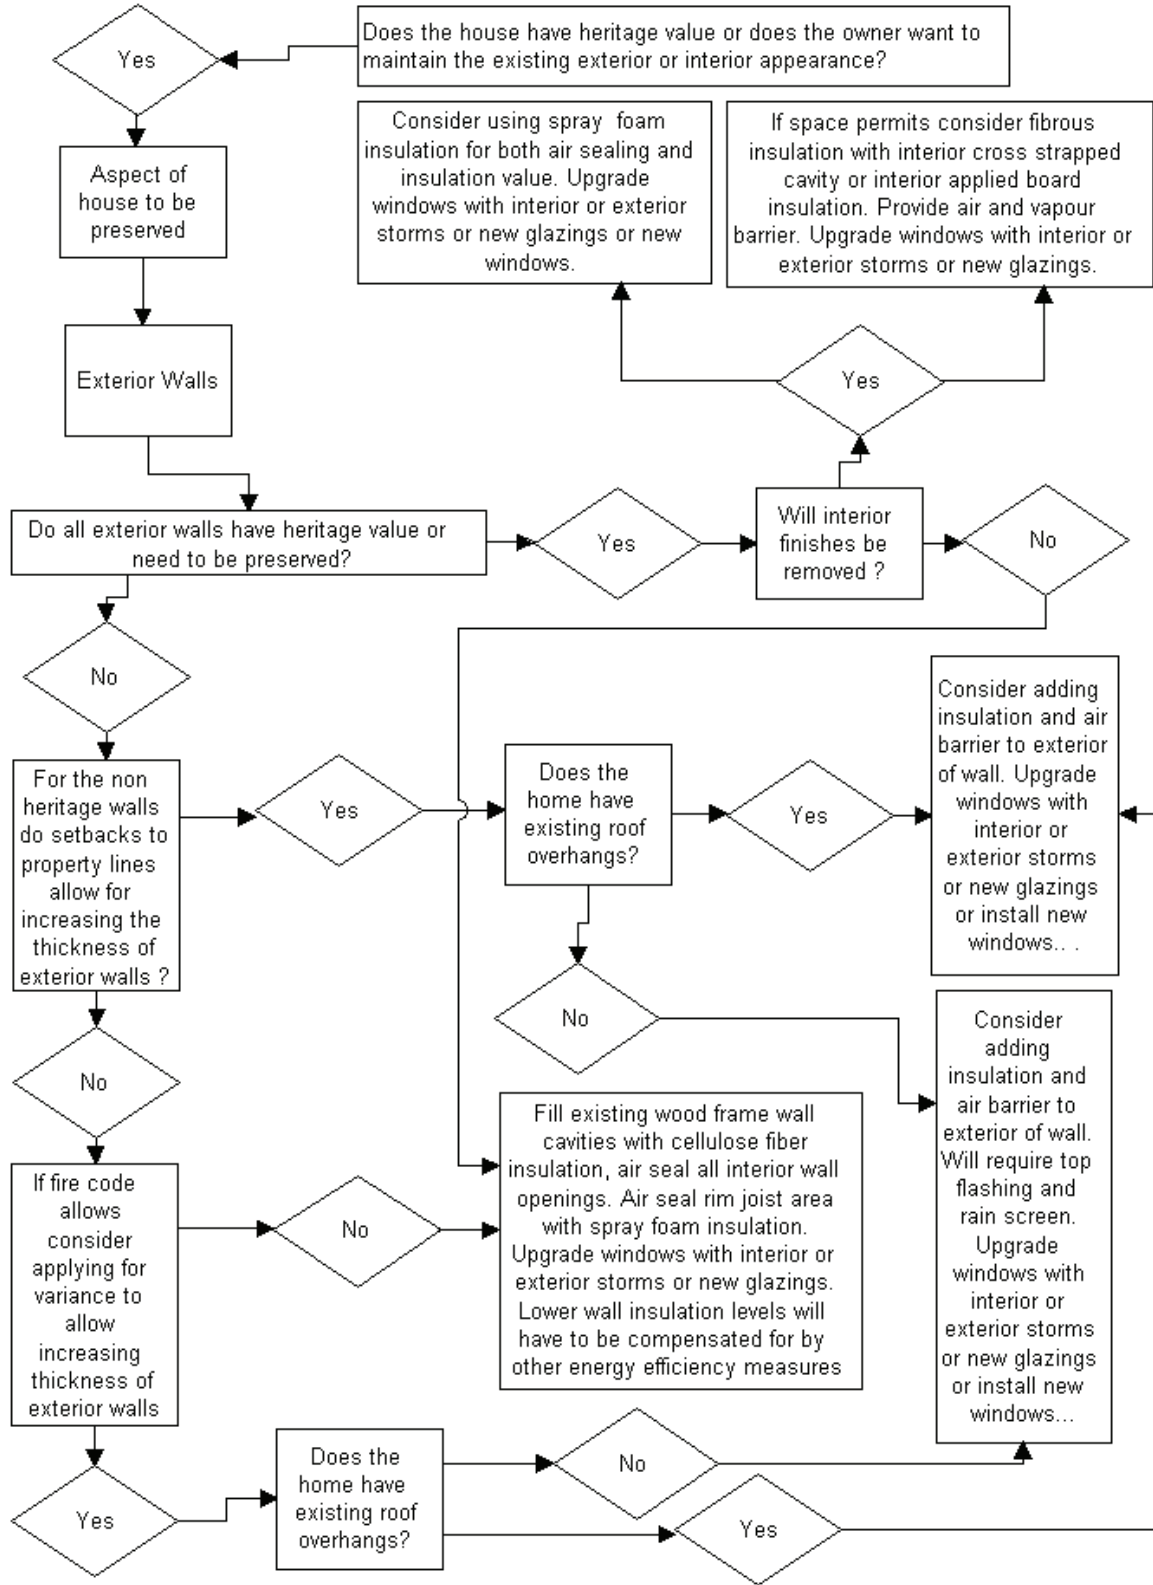 Does the house have heritage value or does the owner want to
maintain the existing exterior or interior appearance?
Yes
Aspect of
house to be
preserved
Exterior Walls
Consider using spray foam
insulation for both air sealing and
insulation value. Upgrade
windows with interior or exterior
storms or new glazings or new
windows.
If space permits consider fibrous
insulation with interior cross strapped
cavity or interior applied board
insulation. Provide air and vapour
barrier. Upgrade windows with interior or
exterior storms or new glazings.
Yes
Do all exterior walls have heritage value or
need to be preserved?
Yes
Will interior
finishes be
removed ?
No
No
For the non
heritage walls
do setbacks to
property lines
allow for
increasing the
thickness of
exterior walls ?
Yes
Does the
home have
existing roof
overhangs?
Yes
Consider adding
insulation and air
barrier to exterior
of wall. Upgrade
windows with
interior or
exterior storms
or new glazings
or install new
windows.. .
No
No
Consider
adding
insulation and
air barrier to
exterior of wall.
Will require top
flashing and
rain screen.
Upgrade
windows with
interior or
exterior storms
or new glazings
or install new
windows...
If fire code
allows
consider
applying for
variance to
allow
increasing
thickness of
exterior walls
No
Fill existing wood frame wall
cavities with cellulose fiber
insulation, air seal all interior wall
openings. Air seal rim joist area
with spray foam insulation.
Upgrade windows with interior or
exterior storms or new glazings.
Lower wall insulation levels will
have to be compensated for by
other energy efficiency measures
Yes
Does the
home have
existing roof
overhangs?
No
Yes